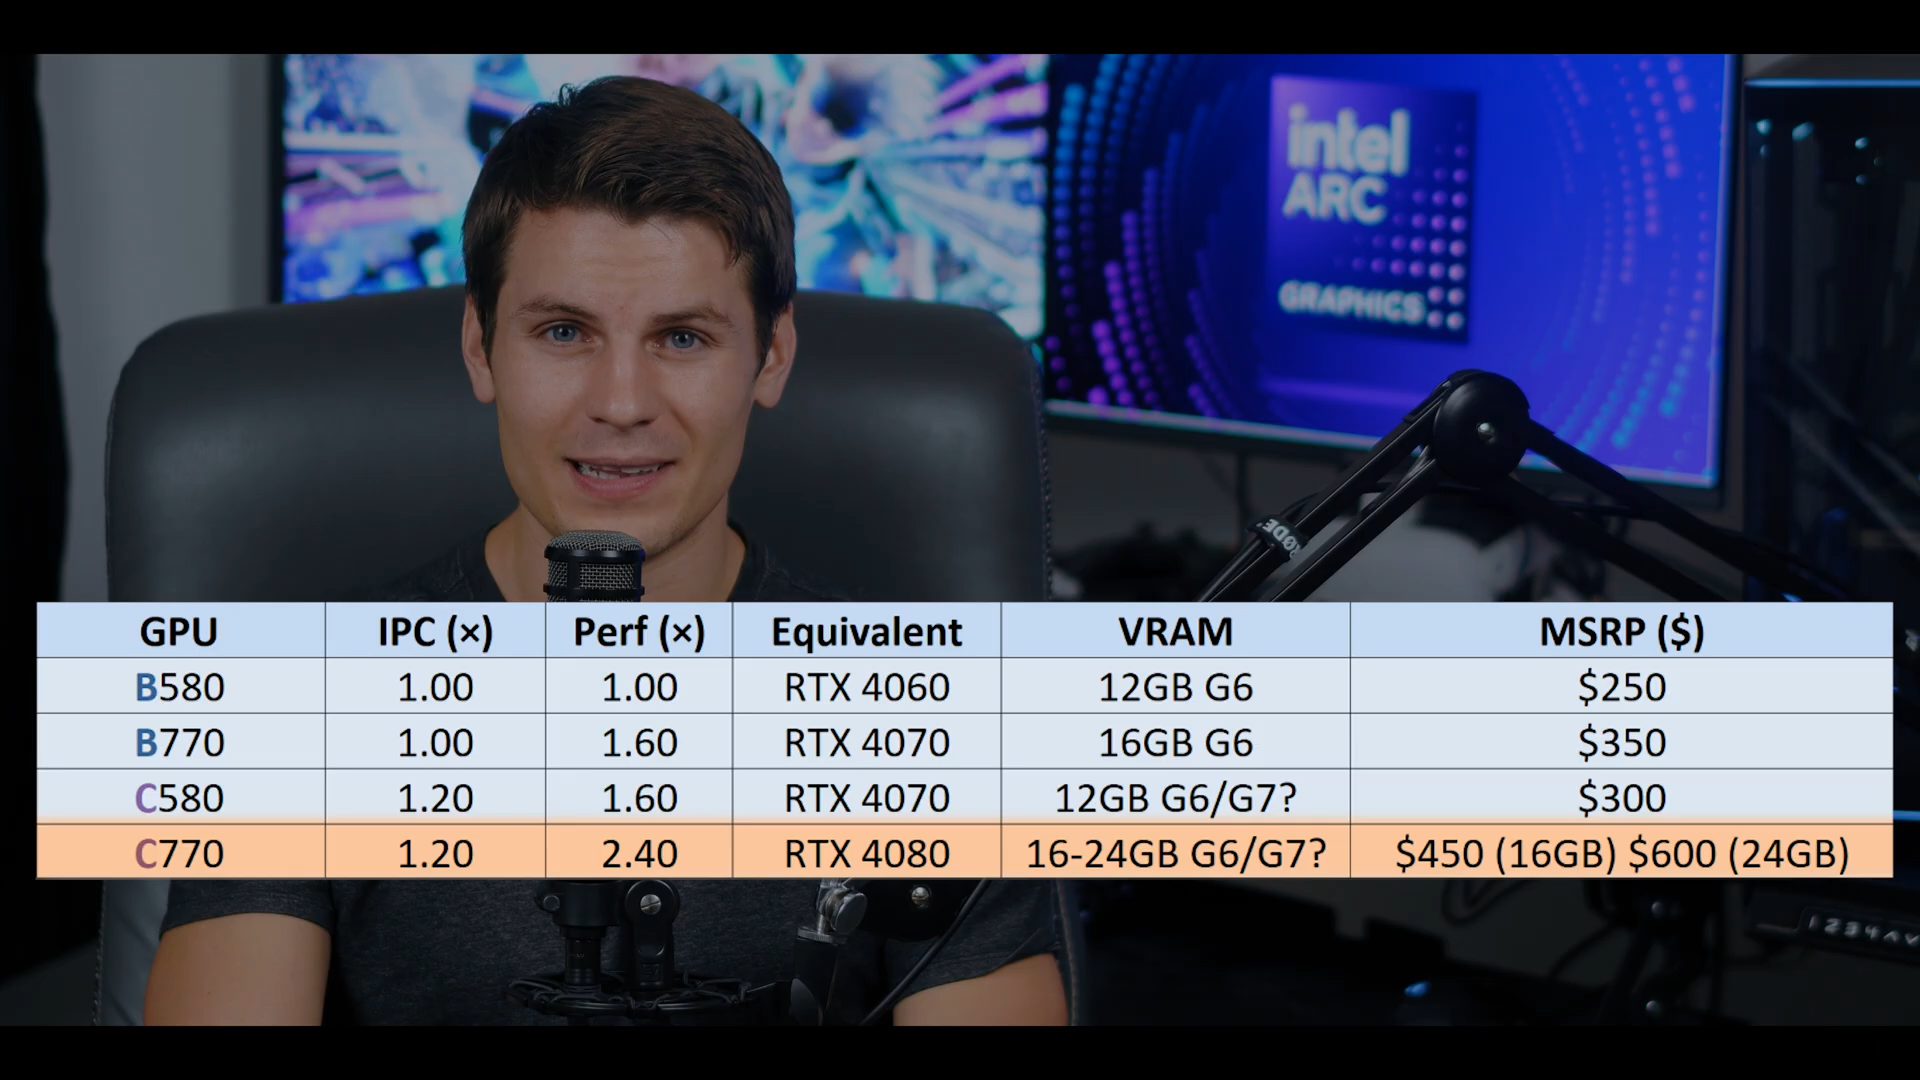 intel
ARC
GRAPHICS
RODE
GPU IPC (×) Perf (×) Equivalent VRAM MSRP ($)
B580 1.00 1.00 RTX 4060 12GB G6 $250
B770 1.00 1.60 RTX 4070 16GB G6 $350
C580 1.20 1.60 RTX 4070 12GB G6/G7? $300
C770 1.20 2.40 RTX 4080 16-24GB G6/G7? $450 (16GB) $600 (24GB)